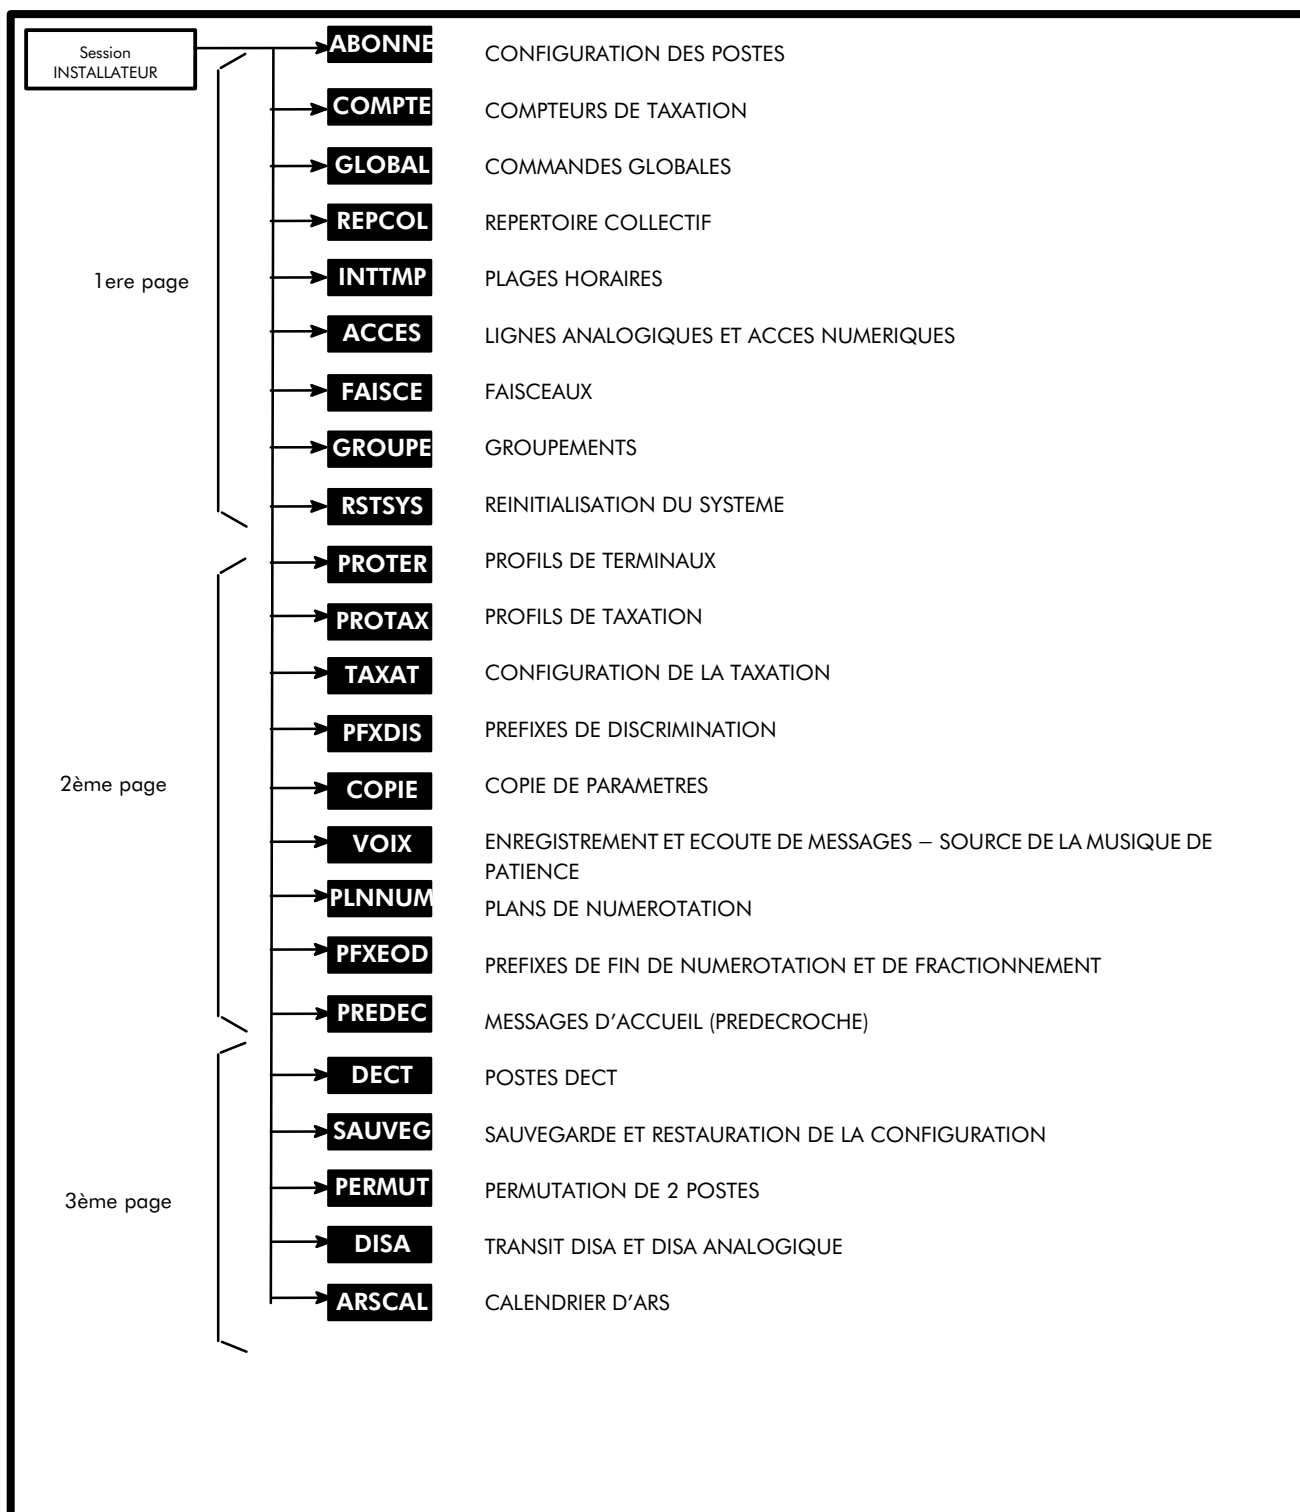 Session
INSTALLATEUR
ABONNE CONFIGURATION DES POSTES
COMPTE COMPTEURS DE TAXATION
GLOBAL COMMANDES GLOBALES
REPCOL REPERTOIRE COLLECTIF
1ere page
INTTMP PLAGES HORAIRES
ACCES LIGNES ANALOGIQUES ET ACCES NUMERIQUES
FAISCE FAISCEAUX
GROUPE GROUPEMENTS
RSTSYS REINITIALISATION DU SYSTEME
PROTER PROFILS DE TERMINAUX
PROTAX PROFILS DE TAXATION
TAXAT CONFIGURATION DE LA TAXATION
PFXDIS PREFIXES DE DISCRIMINATION
2ème page
COPIE COPIE DE PARAMETRES
VOIX ENREGISTREMENT ET ECOUTE DE MESSAGES – SOURCE DE LA MUSIQUE DE
PATIENCE
PLNNUM PLANS DE NUMEROTATION
PFXEOD PREFIXES DE FIN DE NUMEROTATION ET DE FRACTIONNEMENT
PREDEC MESSAGES D'ACCUEIL (PREDECROCHE)
DECT POSTES DECT
SAUVEG SAUVEGARDE ET RESTAURATION DE LA CONFIGURATION
3ème page
PERMUT PERMUTATION DE 2 POSTES
DISA TRANSIT DISA ET DISA ANALOGIQUE
ARSCAL CALENDRIER D'ARS